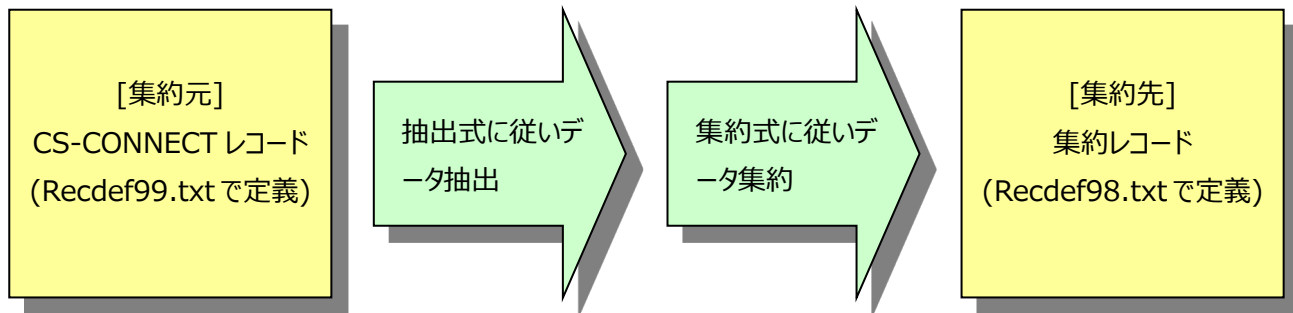 [集約元]
CS-CONNECT レコード
(Recdef99.txt で定義)
抽出式に従いデ
ータ抽出
集約式に従いデ
ータ集約
[集約先]
集約レコード
(Recdef98.txt で定義)